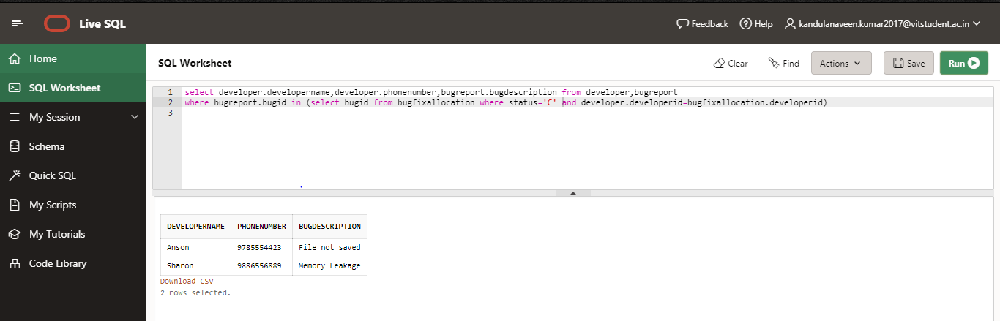 Live SQL
Feedback
Help
kandulanaveen.kumar2017@vitstudent.ac.in
Home
SQL Worksheet
My Session
Schema
Quick SQL
My Scripts
My Tutorials
Code Library
SQL Worksheet
Clear
Find
Actions
Save
Run
1 select developer.developername,developer.phonenumber,bugreport.bugdescription from developer,bugreport
2 where bugreport.bugid in (select bugid from bugfixallocation where status='C' and developer.developerid=bugfixallocation.developerid)
3
DEVELOPERNAME PHONENUMBER BUGDESCRIPTION
Anson 9785554423 File not saved
Sharon 9886556889 Memory Leakage
Download CSV
2 rows selected.